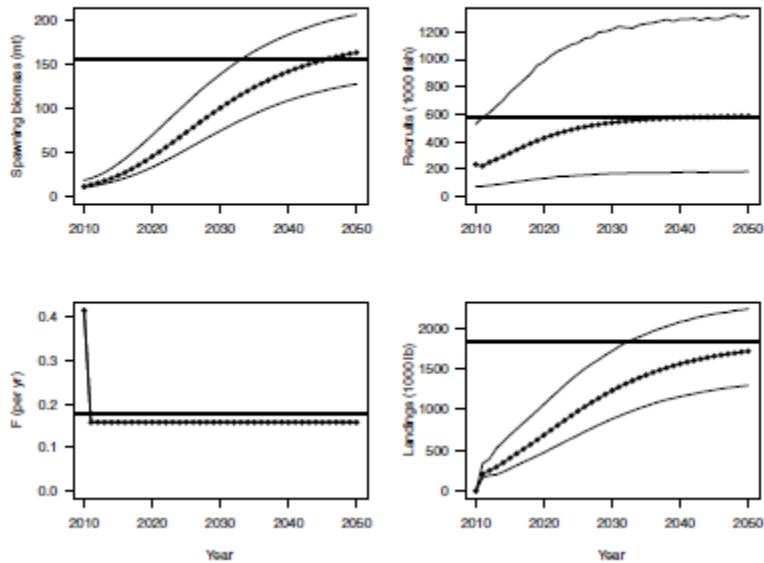 Spawning biomass (mt)
200
150
100
50
0
2010 2020 2030 2040 2050
Recruits (1000 fish)
1200
1000
800
600
400
200
0
2010 2020 2030 2040 2050
F (per yr)
0.4
0.3
0.2
0.1
0.0
2010 2020 2030 2040 2050
Year
Landings (1000 lb)
2000
1500
1000
500
0
2010 2020 2030 2040 2050
Year